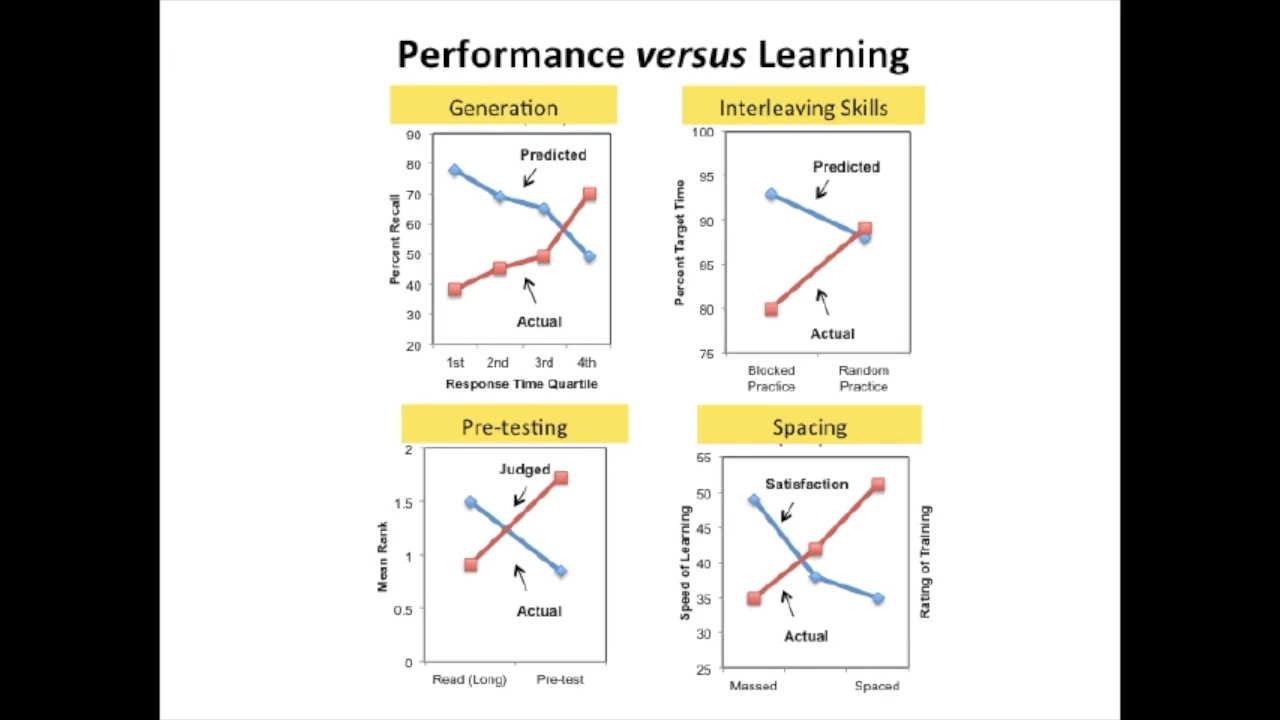 Performance versus Learning
Generation
90
80
70
60
50
40
30
20
Percent Recall
Predicted
Actual
1st 2nd 3rd 4th
Response Time Quartile
Interleaving Skills
100
95
90
85
80
75
Percent Target Time
Predicted
Actual
Blocked Random
Practice Practice
Pre-testing
2
1.5
1
0.5
0
Mean Rank
Judged
Actual
Read (Long) Pre-test
Spacing
55
50
45
40
35
30
25
Speed of Learning
Satisfaction
Actual
Rating of Training
Massed Spaced